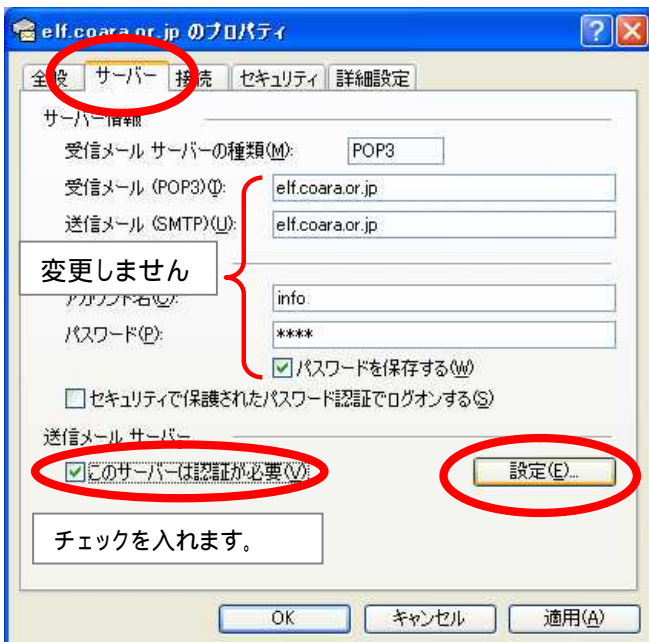 elf.coara.or.jp のプロパティ
全般 サーバー 接続 セキュリティ 詳細設定
サーバー情報
受信メール サーバーの種類(M): POP3
受信メール (POP3)(I): elf.coara.or.jp
送信メール (SMTP)(U): elf.coara.or.jp
変更しません
アカウント名(C): info
パスワード(P): ****
パスワードを保存する(W)
セキュリティで保護されたパスワード認証でログオンする(S)
送信メール サーバー
このサーバーは認証が必要(V) 設定(E)...
チェックを入れます。
OK キャンセル 適用(A)